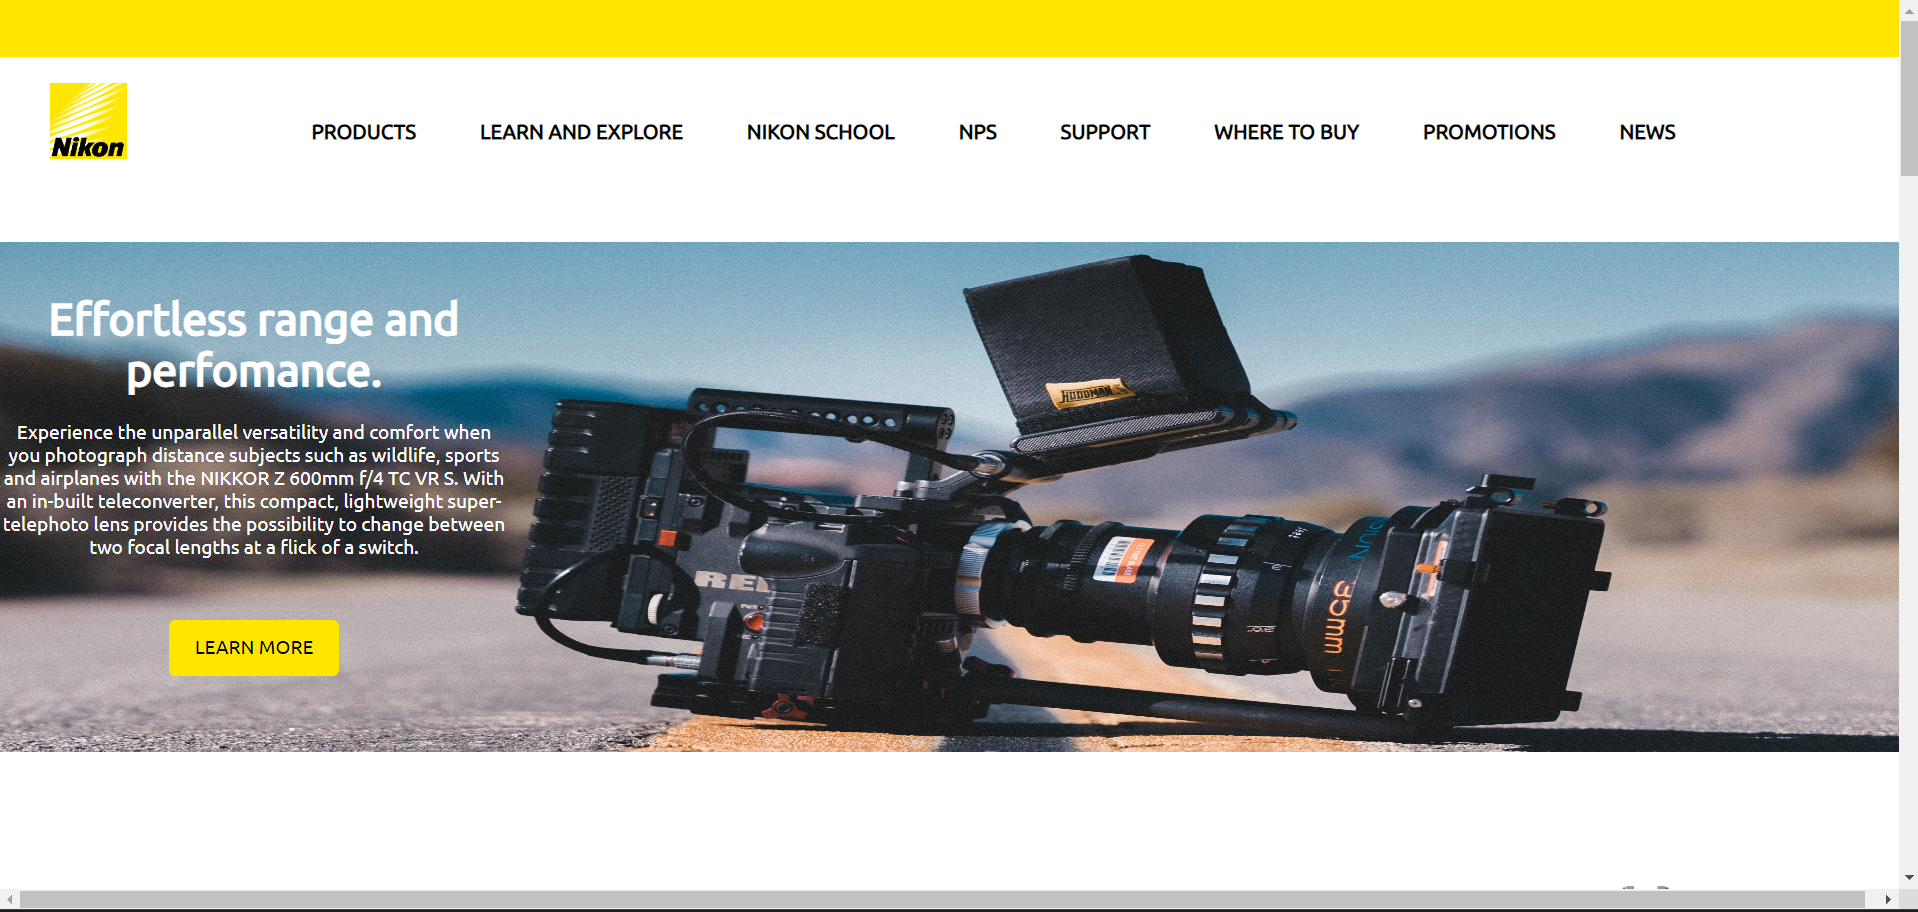 Nikon
PRODUCTS LEARN AND EXPLORE NIKON SCHOOL NPS SUPPORT WHERE TO BUY PROMOTIONS NEWS
Effortless range and
perfomance.
Experience the unparallel versatility and comfort when
you photograph distance subjects such as wildlife, sports
and airplanes with the NIKKOR Z 600mm f/4 TC VR S. With
an in-built teleconverter, this compact, lightweight super-
telephoto lens provides the possibility to change between
two focal lengths at a flick of a switch.
LEARN MORE
HOODMAN
RED
35mm